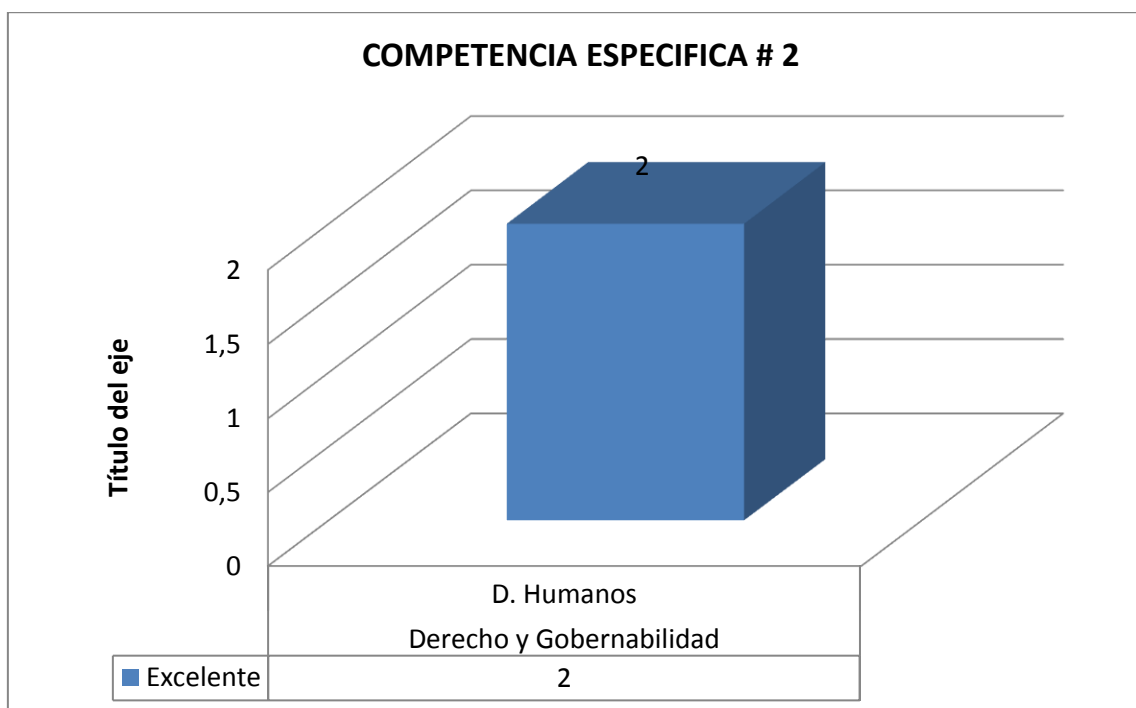 COMPETENCIA ESPECIFICA # 2
2
Título del eje
2
1,5
1
0,5
0
D. Humanos
Derecho y Gobernabilidad
Excelente 2